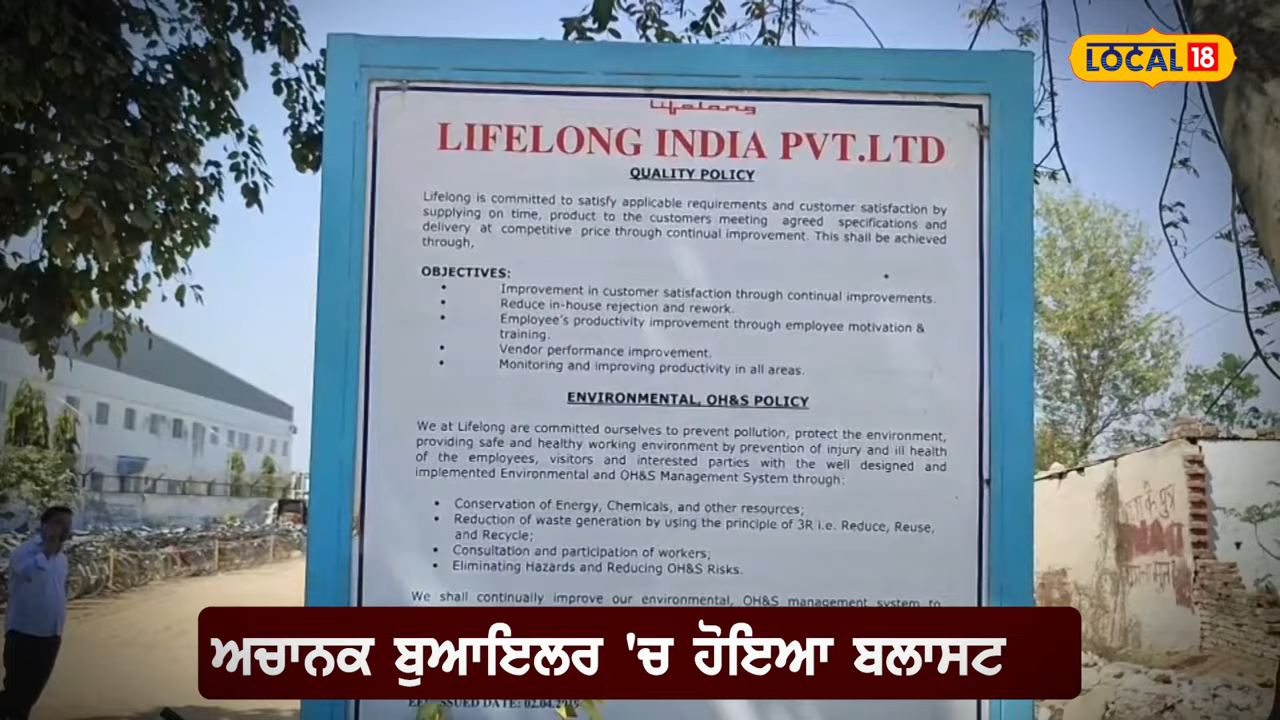 LOCAL 18
Lifelong
LIFELONG INDIA PVT.LTD
QUALITY POLICY
Lifelong is committed to satisfy applicable requirements and customer satisfaction by
supplying on time, product to the customers meeting agreed specifications and
delivery at competitive price through continual improvement. This shall be achieved
through,
OBJECTIVES:
• Improvement in customer satisfaction through continual improvements.
• Reduce in-house rejection and rework.
• Employee's productivity improvement through employee motivation &
training.
• Vendor performance improvement.
• Monitoring and improving productivity in all areas.
ENVIRONMENTAL, OH&S POLICY
We at Lifelong are committed ourselves to prevent pollution, protect the environment,
providing safe and healthy working environment by prevention of injury and ill health
of the employees, visitors and interested parties with the well designed and
implemented Environmental and OH&S Management System through:
• Conservation of Energy, Chemicals, and other resources;
• Reduction of waste generation by using the principle of 3R i.e. Reduce, Reuse,
and Recycle;
• Consultation and participation of workers;
• Eliminating Hazards and Reducing OH&S Risks.
We shall continually improve our environmental, OH&S management system to
ਅਚਾਨਕ ਬੁਆਇਲਰ 'ਚ ਹੋਇਆ ਬਲਾਸਟ
ISSUED DATE: 02.04.2019